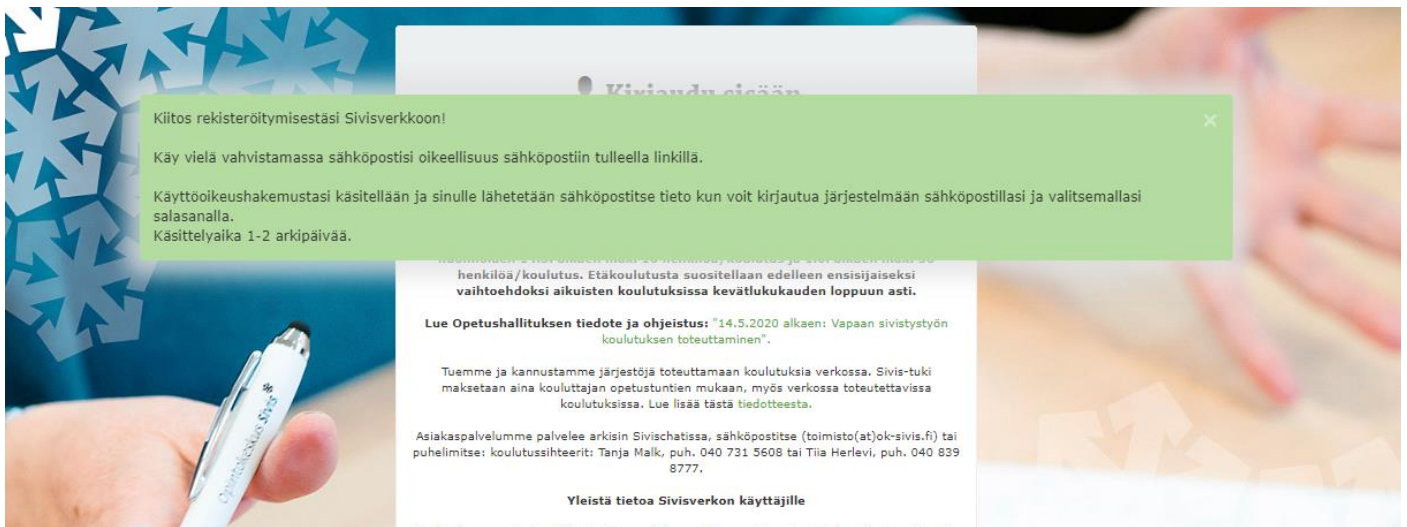 Kirjaudu sisään
Kiitos rekisteröitymisestäsi Sivisverkkoon!
×
Käy vielä vahvistamassa sähköpostisi oikeellisuus sähköpostiin tulleella linkillä.
Käyttöoikeushakemustasi käsitellään ja sinulle lähetetään sähköpostitse tieto kun voit kirjautua järjestelmään sähköpostillasi ja valitsemallasi
salasanalla.
Käsittelyaika 1-2 arkipäivää.
henkilöä/koulutus. Etäkoulutusta suositellaan edelleen ensisijaiseksi
vaihtoehdoksi aikuisten koulutuksissa kevätlukukauden loppuun asti.
Lue Opetushallituksen tiedote ja ohjeistus: "14.5.2020 alkaen: Vapaan sivistystyön
koulutuksen toteuttaminen".
Tuemme ja kannustamme järjestöjä toteuttamaan koulutuksia verkossa. Sivis-tuki
maksetaan aina kouluttajan opetustuntien mukaan, myös verkossa toteutettavissa
koulutuksissa. Lue lisää tästä tiedotteesta.
Asiakaspalvelumme palvelee arkisin Sivischatissa, sähköpostitse (toimisto(at)ok-sivis.fi) tai
puhelimitse: koulutussihteerit: Tanja Malk, puh. 040 731 5608 tai Tiia Herlevi, puh. 040 839
8777.
Yleistä tietoa Sivisverkon käyttäjille
Opintokeskus Sivis